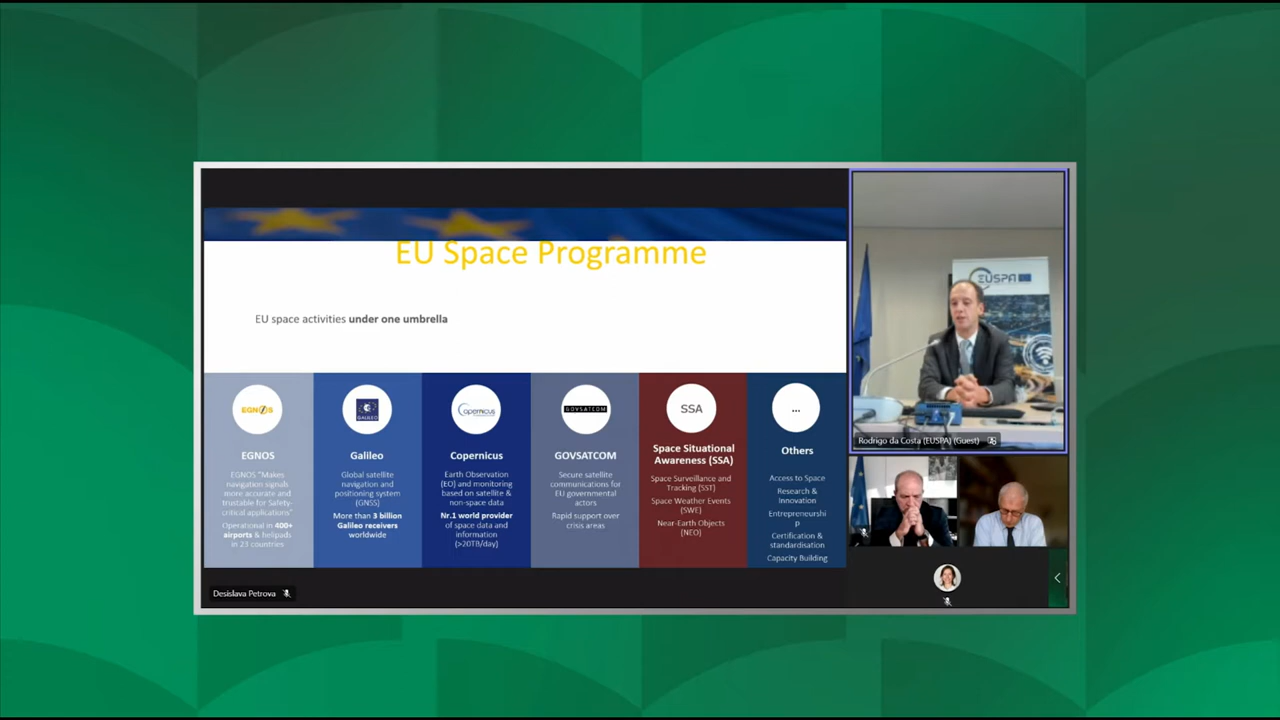 EU Space Programme
EU space activities under one umbrella
EGNOS
EGNOS
EGNOS "Makes
navigation signals
more accurate and
trustable for Safety-
critical applications"
Operational in 400+
airports & helipads
in 23 countries
GALILEO
Galileo
Global satellite
navigation and
positioning system
(GNSS)
More than 3 billion
Galileo receivers
worldwide
opernicus
Copernicus
Earth Observation
(EO) and monitoring
based on satellite &
non-space data
Nr.1 world provider
of space data and
information
(>20TB/day)
GOVSATCOM
GOVSATCOM
Secure satellite
communications for
EU governmental
actors
Rapid support over
crisis areas
SSA
Space Situational
Awareness (SSA)
Space Surveillance and
Tracking (SST)
Space Weather Events
(SWE)
Near-Earth Objects
(NEO)
...
Others
Access to Space
Research &
Innovation
Entrepreneurshi
p
Certification &
standardisation
Capacity Building
Desislava Petrova
EUSPA
Rodrigo da Costa (EUSPA) (Guest)